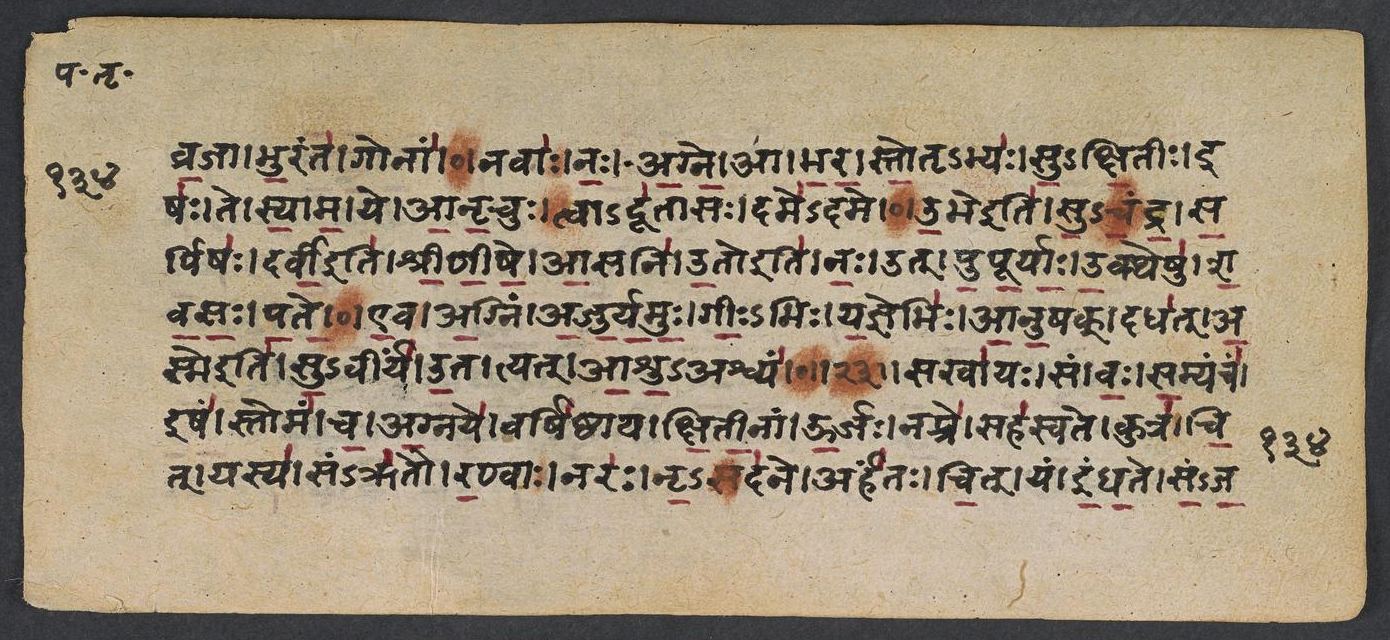 प॰तृ॰
१३४
व्रजा।भुरंत।गोनां।०।नवाः।नः।अग्ने।आ।भर।स्तोतृऽभ्यः।सुऽक्षितीः।इ
षः।ते।स्याम।ये।आनृचुः।त्वाऽदूतासः।दमेऽदमे।०।उभेइति।सुऽचंद्र।स
र्पिषः।दर्वीइति।श्रीणीषे।आसनि।उतोइति।नः।उत्।पुपूर्याः।उक्थेषु।श
वसः।पते।०।एव।अग्निं।अजुर्यमुः।गीःऽभिः।यज्ञेभिः।आनुषक्।दधत्।अ
स्मेइति।सुऽवीर्यं।उत।त्यत्।आशुऽअश्व्यं।०।२३।सखायः।सं।वः।सम्यंचं।
इषं।स्तोमं।च।अग्नये।वर्षिष्ठाय।क्षितीनां।ऊर्जः।नप्त्रे।सहस्वते।कुत्र।चि
त्।यस्य।संऽऋतौ।रण्वाः।नरः।नृऽसदने।अर्हंतः।चित्।यं।इंधते।संऽज
१३४